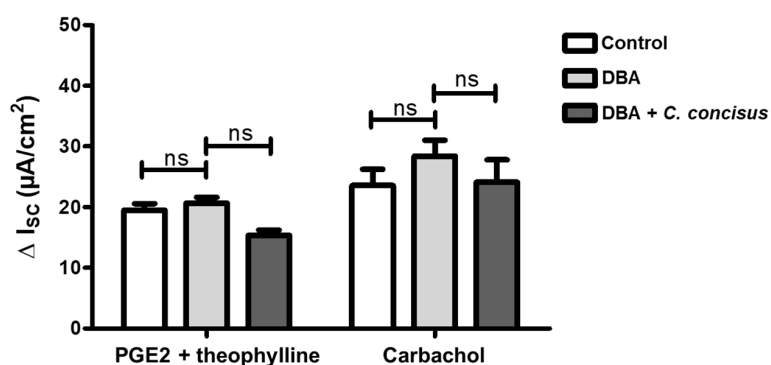 50
40
30
20
10
0
Δ Isc (µA/cm²)
ns
ns
ns
ns
PGE2 + theophylline
Carbachol
Control
DBA
DBA + C. concisus